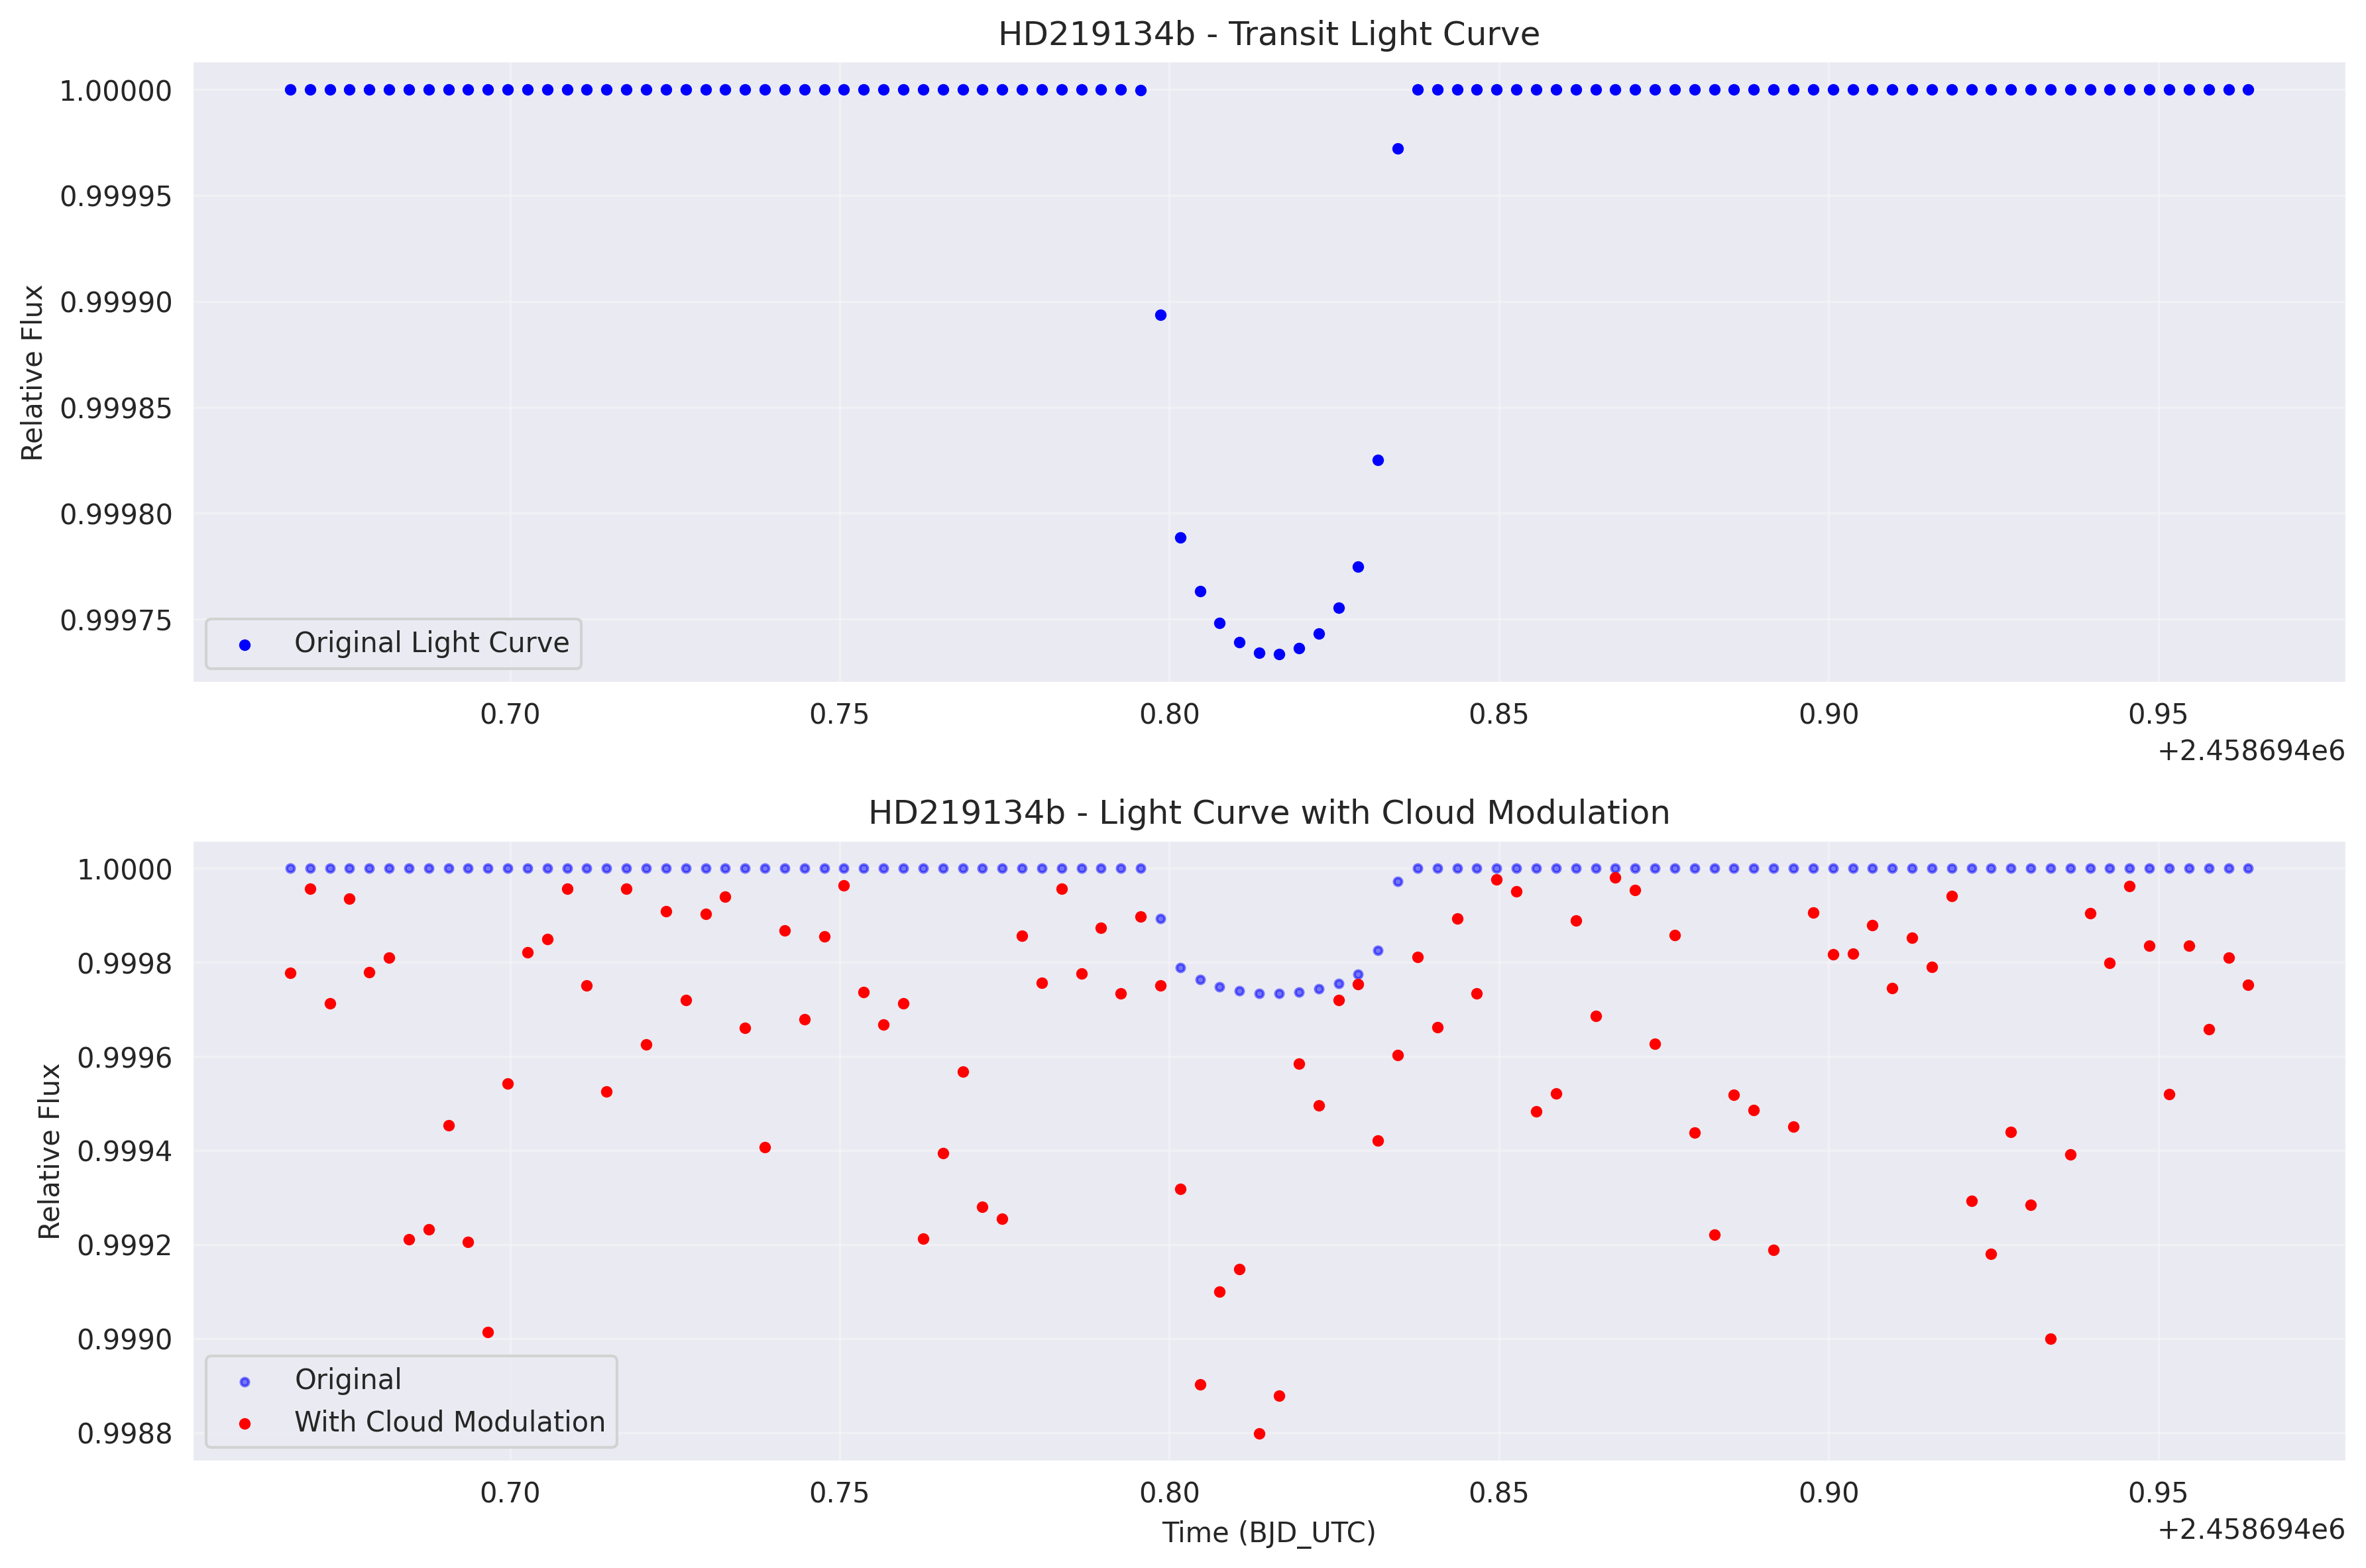 HD219134b - Transit Light Curve
Relative Flux
1.00000
0.99995
0.99990
0.99985
0.99980
0.99975
Original Light Curve
0.70 0.75 0.80 0.85 0.90 0.95
+2.458694e6
HD219134b - Light Curve with Cloud Modulation
Relative Flux
1.0000
0.9998
0.9996
0.9994
0.9992
0.9990
0.9988
Original
With Cloud Modulation
0.70 0.75 0.80 0.85 0.90 0.95
Time (BJD_UTC)
+2.458694e6